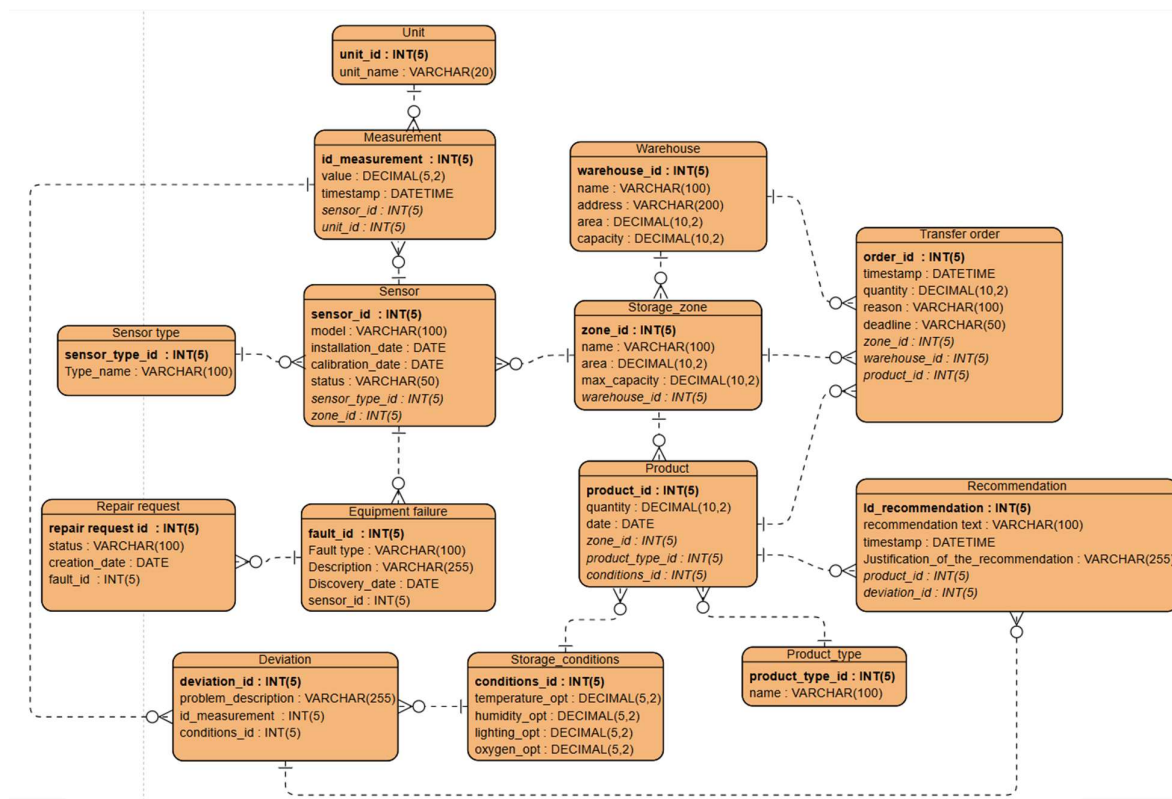 Unit
unit_id : INT(5)
unit_name : VARCHAR(20)
Measurement
id_measurement : INT(5)
value : DECIMAL(5,2)
timestamp : DATETIME
sensor_id : INT(5)
unit_id : INT(5)
Warehouse
warehouse_id : INT(5)
name : VARCHAR(100)
address : VARCHAR(200)
area : DECIMAL(10,2)
capacity : DECIMAL(10,2)
Transfer order
order_id : INT(5)
timestamp : DATETIME
quantity : DECIMAL(10,2)
reason : VARCHAR(100)
deadline : VARCHAR(50)
zone_id : INT(5)
warehouse_id : INT(5)
product_id : INT(5)
Sensor type
sensor_type_id : INT(5)
Type_name : VARCHAR(100)
Sensor
sensor_id : INT(5)
model : VARCHAR(100)
installation_date : DATE
calibration_date : DATE
status : VARCHAR(50)
sensor_type_id : INT(5)
zone_id : INT(5)
Storage_zone
zone_id : INT(5)
name : VARCHAR(100)
area : DECIMAL(10,2)
max_capacity : DECIMAL(10,2)
warehouse_id : INT(5)
Repair request
repair request id : INT(5)
status : VARCHAR(100)
creation_date : DATE
fault_id : INT(5)
Equipment failure
fault_id : INT(5)
Fault type : VARCHAR(100)
Description : VARCHAR(255)
Discovery_date : DATE
sensor_id : INT(5)
Product
product_id : INT(5)
quantity : DECIMAL(10,2)
date : DATE
zone_id : INT(5)
product_type_id : INT(5)
conditions_id : INT(5)
Recommendation
Id_recommendation : INT(5)
recommendation text : VARCHAR(100)
timestamp : DATETIME
Justification_of_the_recommendation : VARCHAR(255)
product_id : INT(5)
deviation_id : INT(5)
Deviation
deviation_id : INT(5)
problem_description : VARCHAR(255)
id_measurement : INT(5)
conditions_id : INT(5)
Storage_conditions
conditions_id : INT(5)
temperature_opt : DECIMAL(5,2)
humidity_opt : DECIMAL(5,2)
lighting_opt : DECIMAL(5,2)
oxygen_opt : DECIMAL(5,2)
Product_type
product_type_id : INT(5)
name : VARCHAR(100)